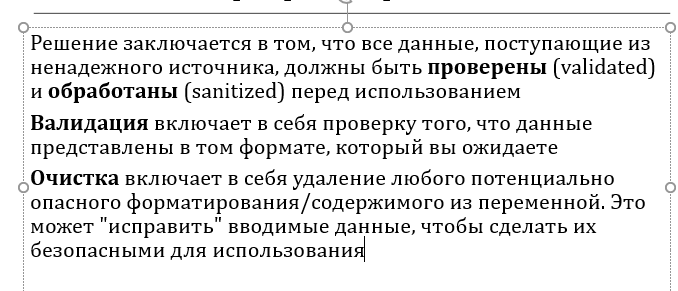 Решение заключается в том, что все данные, поступающие из
ненадежного источника, должны быть проверены (validated)
и обработаны (sanitized) перед использованием
Валидация включает в себя проверку того, что данные
представлены в том формате, который вы ожидаете
Очистка включает в себя удаление любого потенциально
опасного форматирования/содержимого из переменной. Это
может "исправить" вводимые данные, чтобы сделать их
безопасными для использования